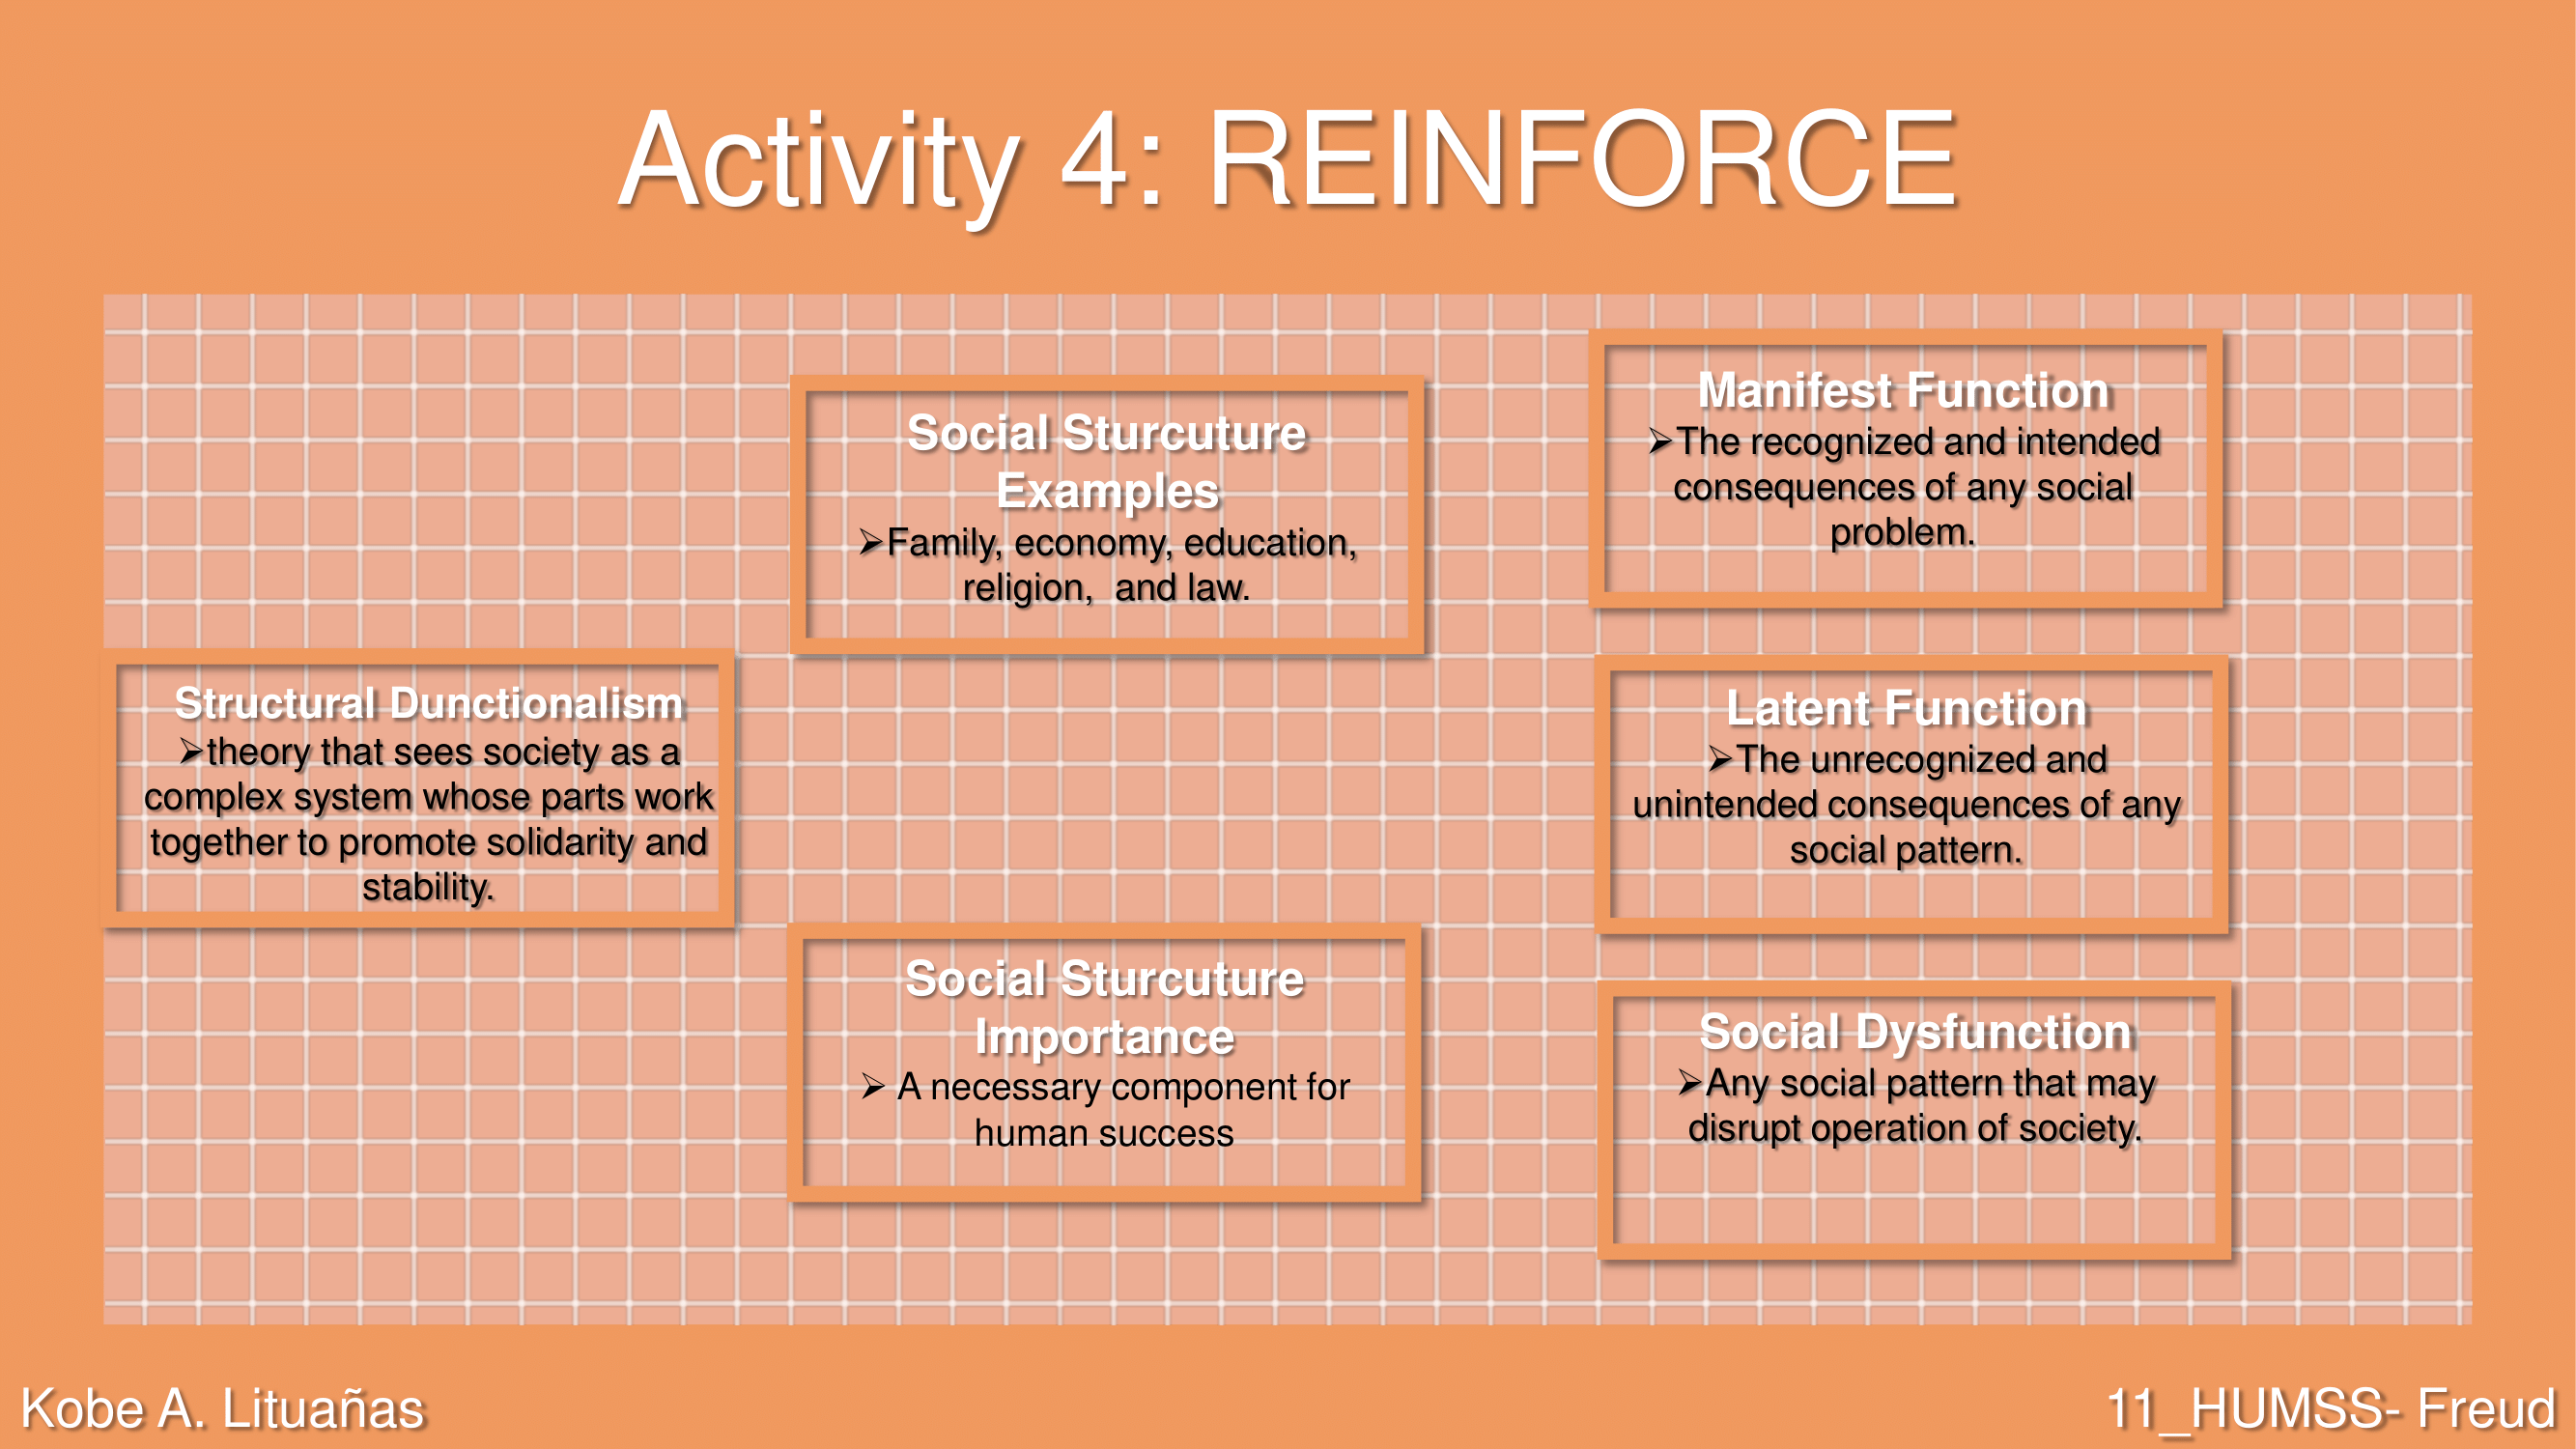 Activity 4: REINFORCE
Structural Dunctionalism
➢theory that sees society as a
complex system whose parts work
together to promote solidarity and
stability.
Social Sturcuture
Examples
➢Family, economy, education,
religion,  and law.
Social Sturcuture
Importance
➢ A necessary component for
human success
Manifest Function
➢The recognized and intended
consequences of any social
problem.
Latent Function
➢The unrecognized and
unintended consequences of any
social pattern.
Social Dysfunction
➢Any social pattern that may
disrupt operation of society.
Kobe A. Lituañas
11_HUMSS- Freud